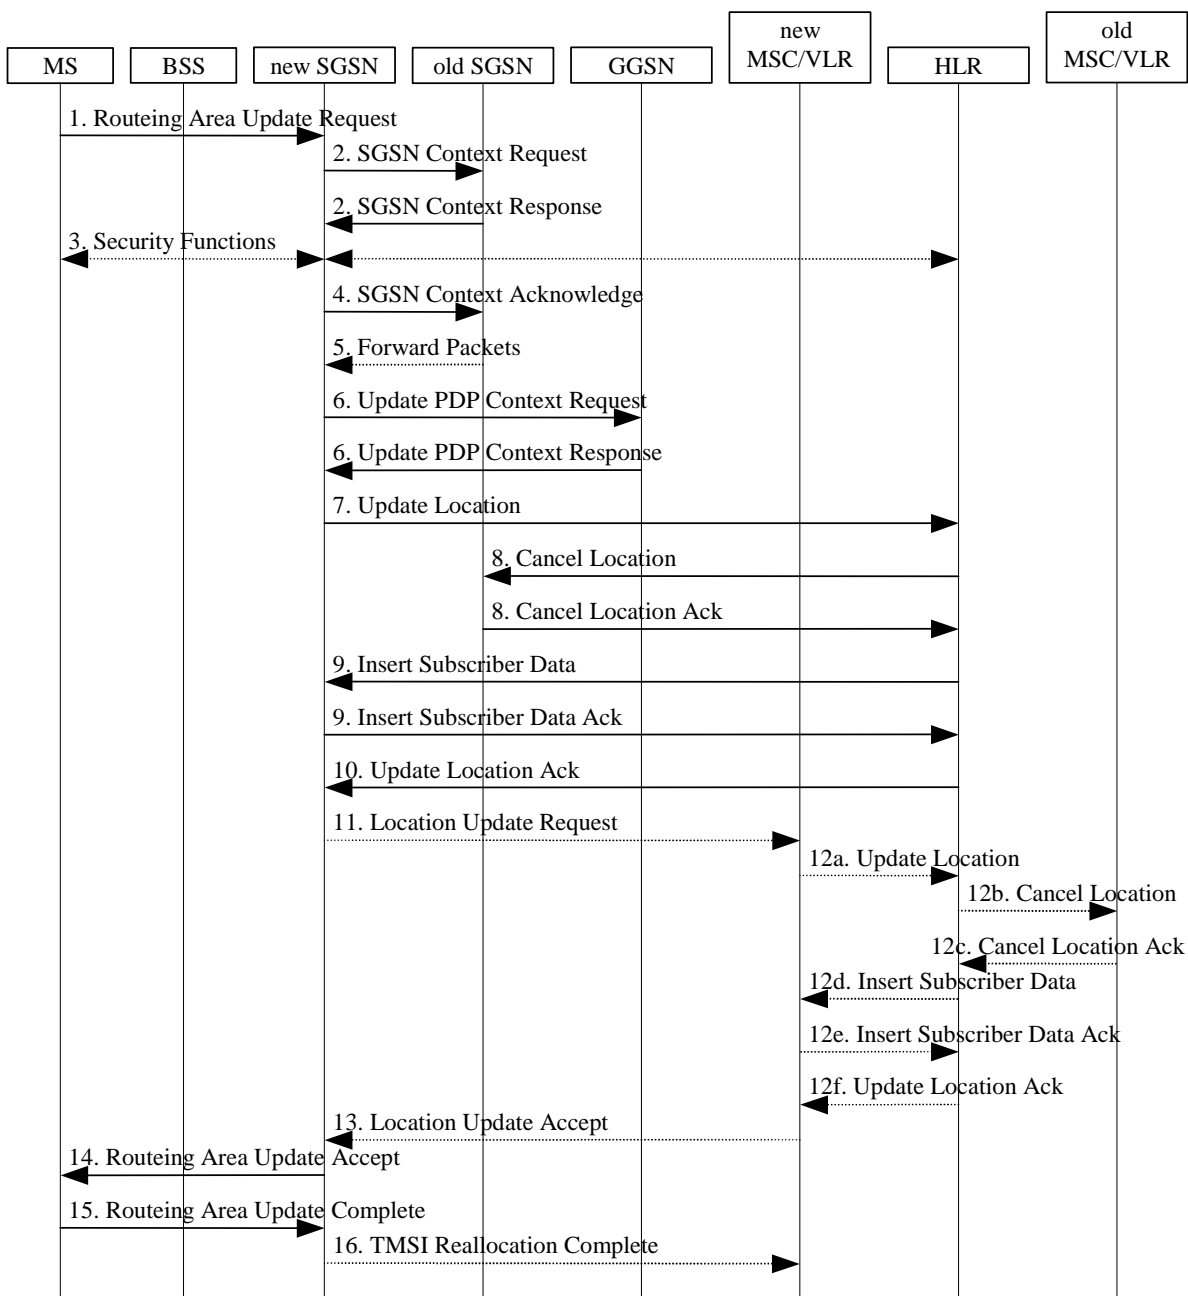 new
MSC/VLR
old
MSC/VLR
MS
BSS
new SGSN
old SGSN
GGSN
HLR
1. Routeing Area Update Request
2. SGSN Context Request
2. SGSN Context Response
3. Security Functions
4. SGSN Context Acknowledge
5. Forward Packets
6. Update PDP Context Request
6. Update PDP Context Response
7. Update Location
8. Cancel Location
8. Cancel Location Ack
9. Insert Subscriber Data
9. Insert Subscriber Data Ack
10. Update Location Ack
11. Location Update Request
12a. Update Location
12b. Cancel Location
12c. Cancel Location Ack
12d. Insert Subscriber Data
12e. Insert Subscriber Data Ack
12f. Update Location Ack
13. Location Update Accept
14. Routeing Area Update Accept
15. Routeing Area Update Complete
16. TMSI Reallocation Complete